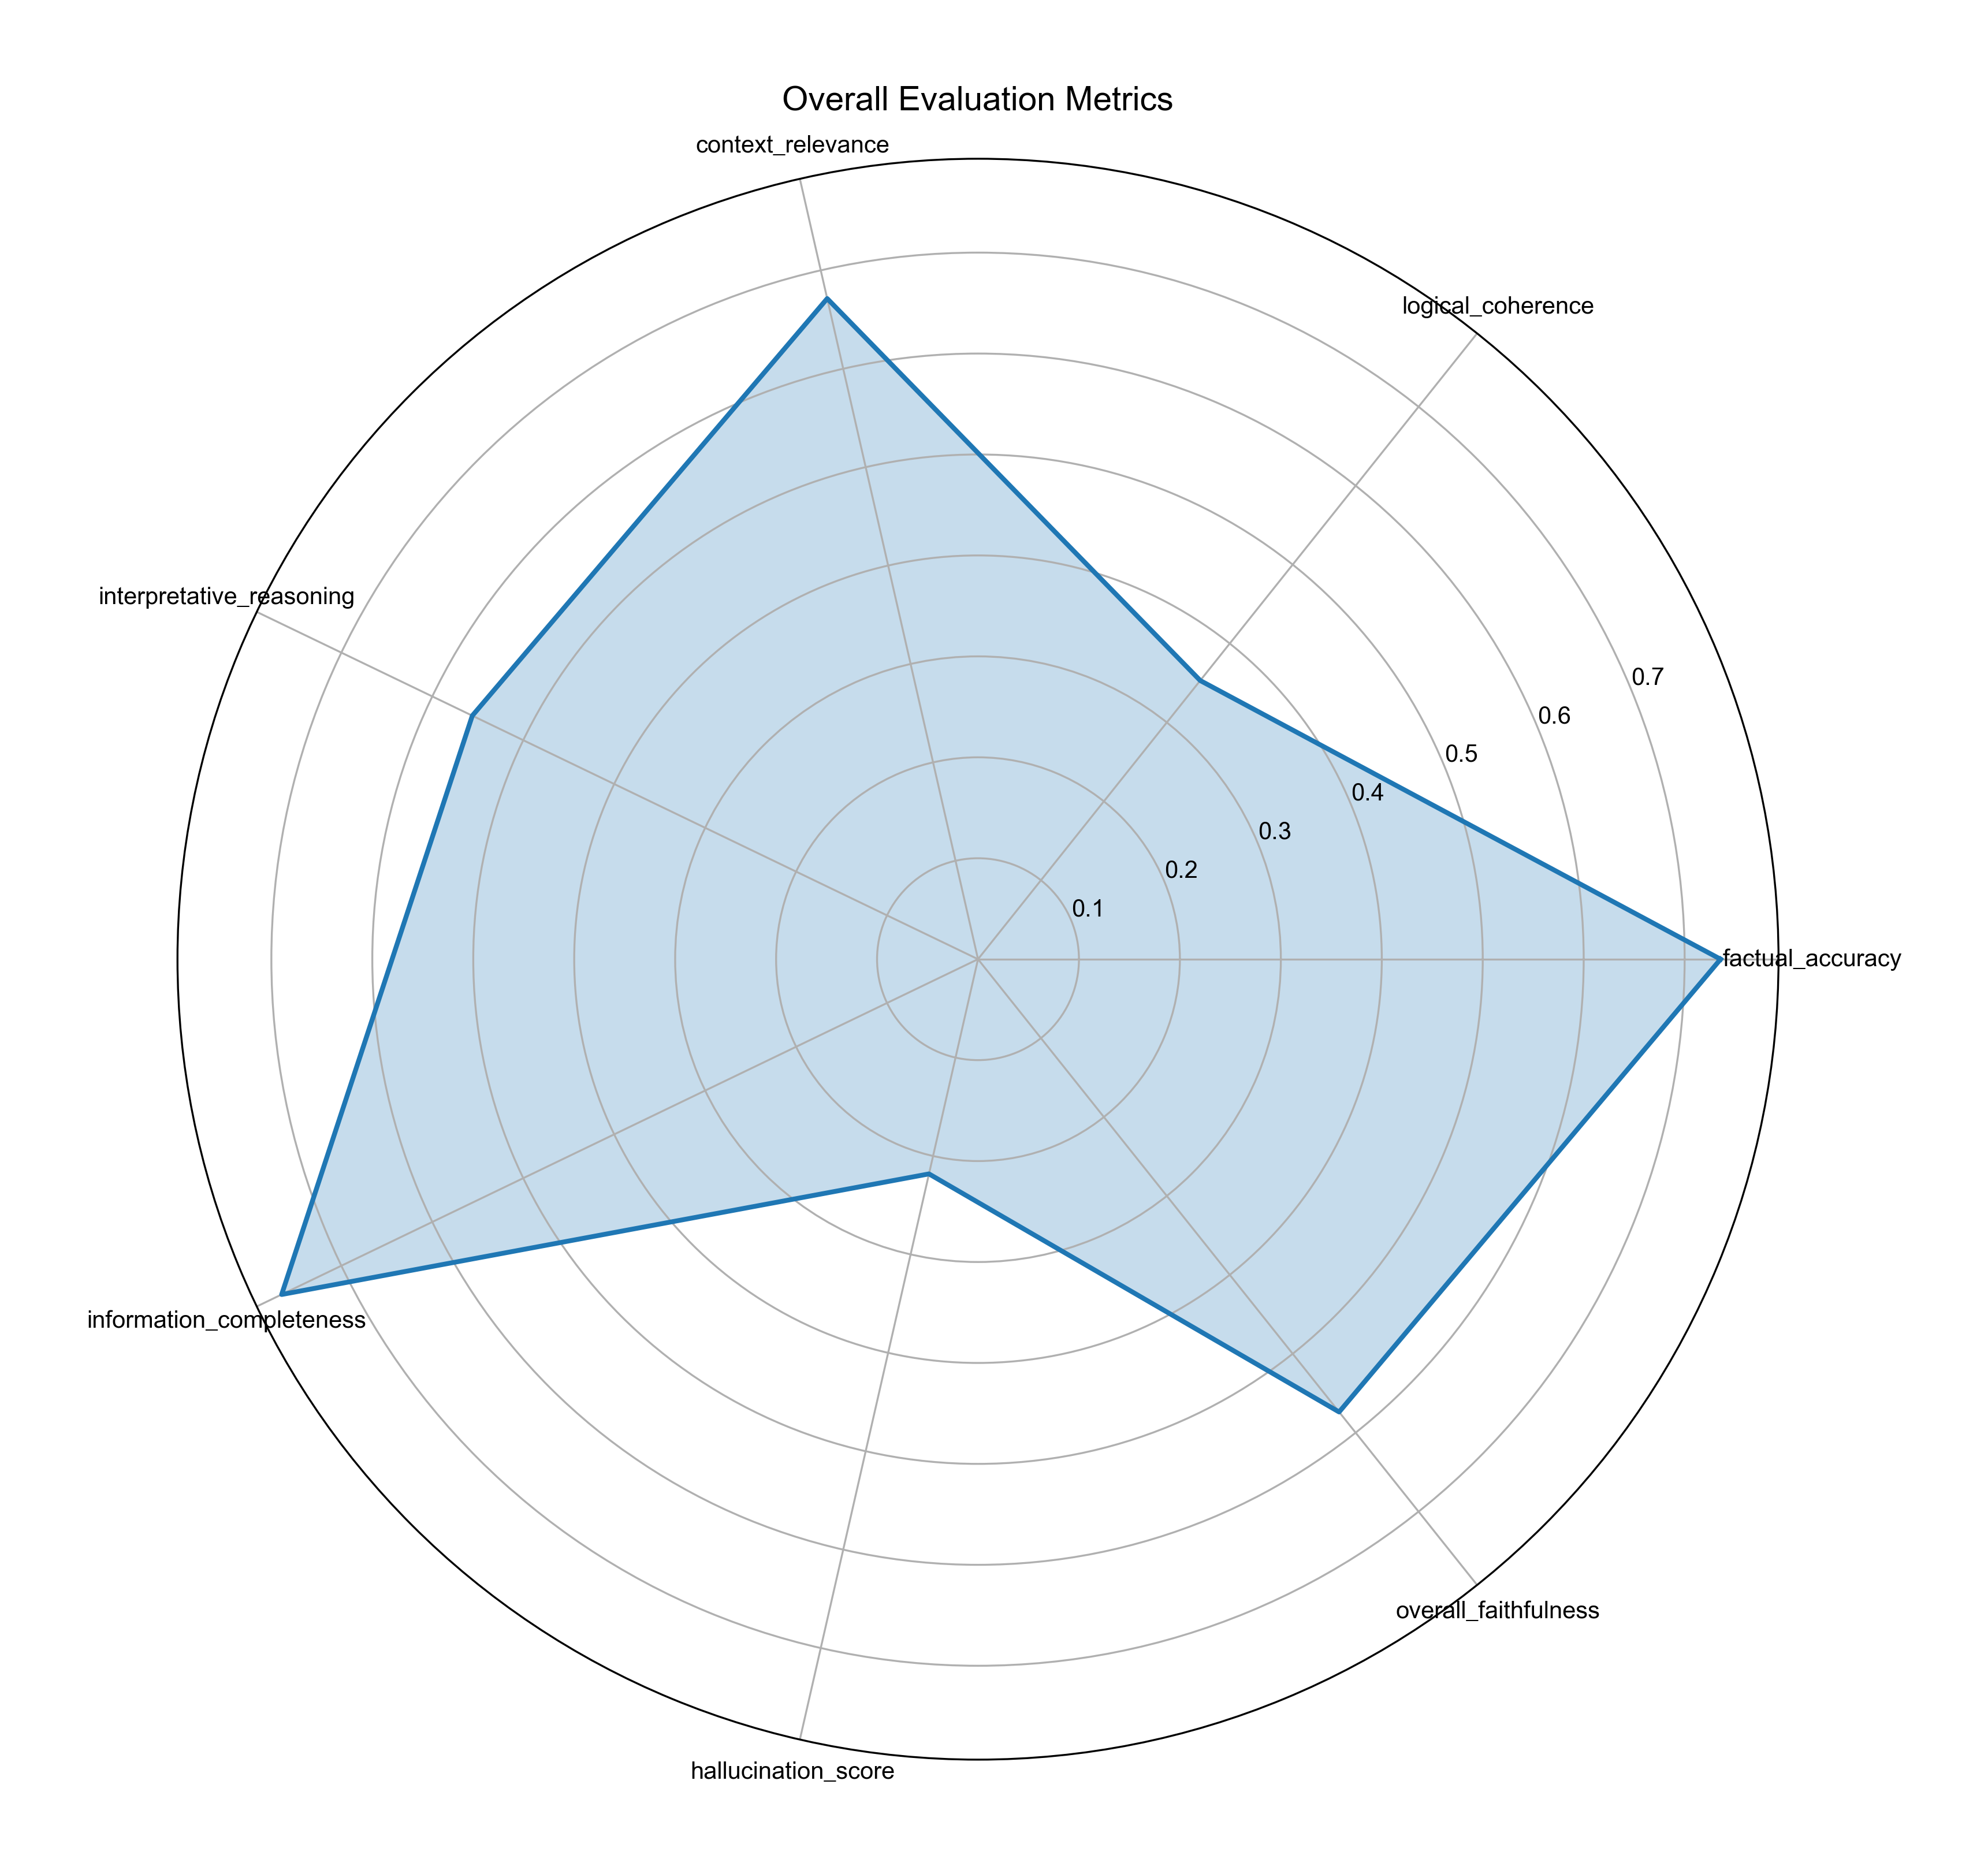 Overall Evaluation Metrics
context_relevance
logical_coherence
interpretative_reasoning
0.7
0.6
0.5
0.4
0.3
0.2
0.1
factual_accuracy
information_completeness
overall_faithfulness
hallucination_score